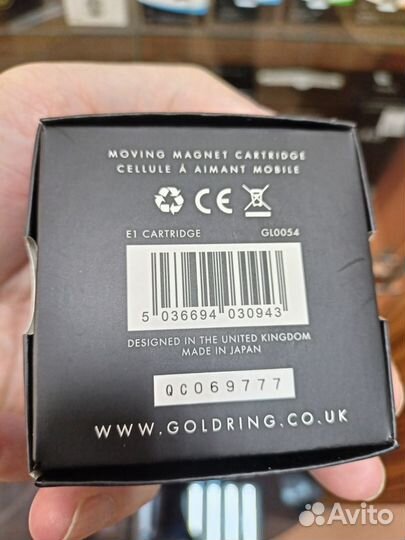 MOVING MAGNET CARTRIDGE
CELLULE À AIMANT MOBILE
E1 CARTRIDGE GL0054
5 036694 030943
DESIGNED IN THE UNITED KINGDOM
MADE IN JAPAN
QC069777
WWW.GOLDRING.CO.UK
Avito